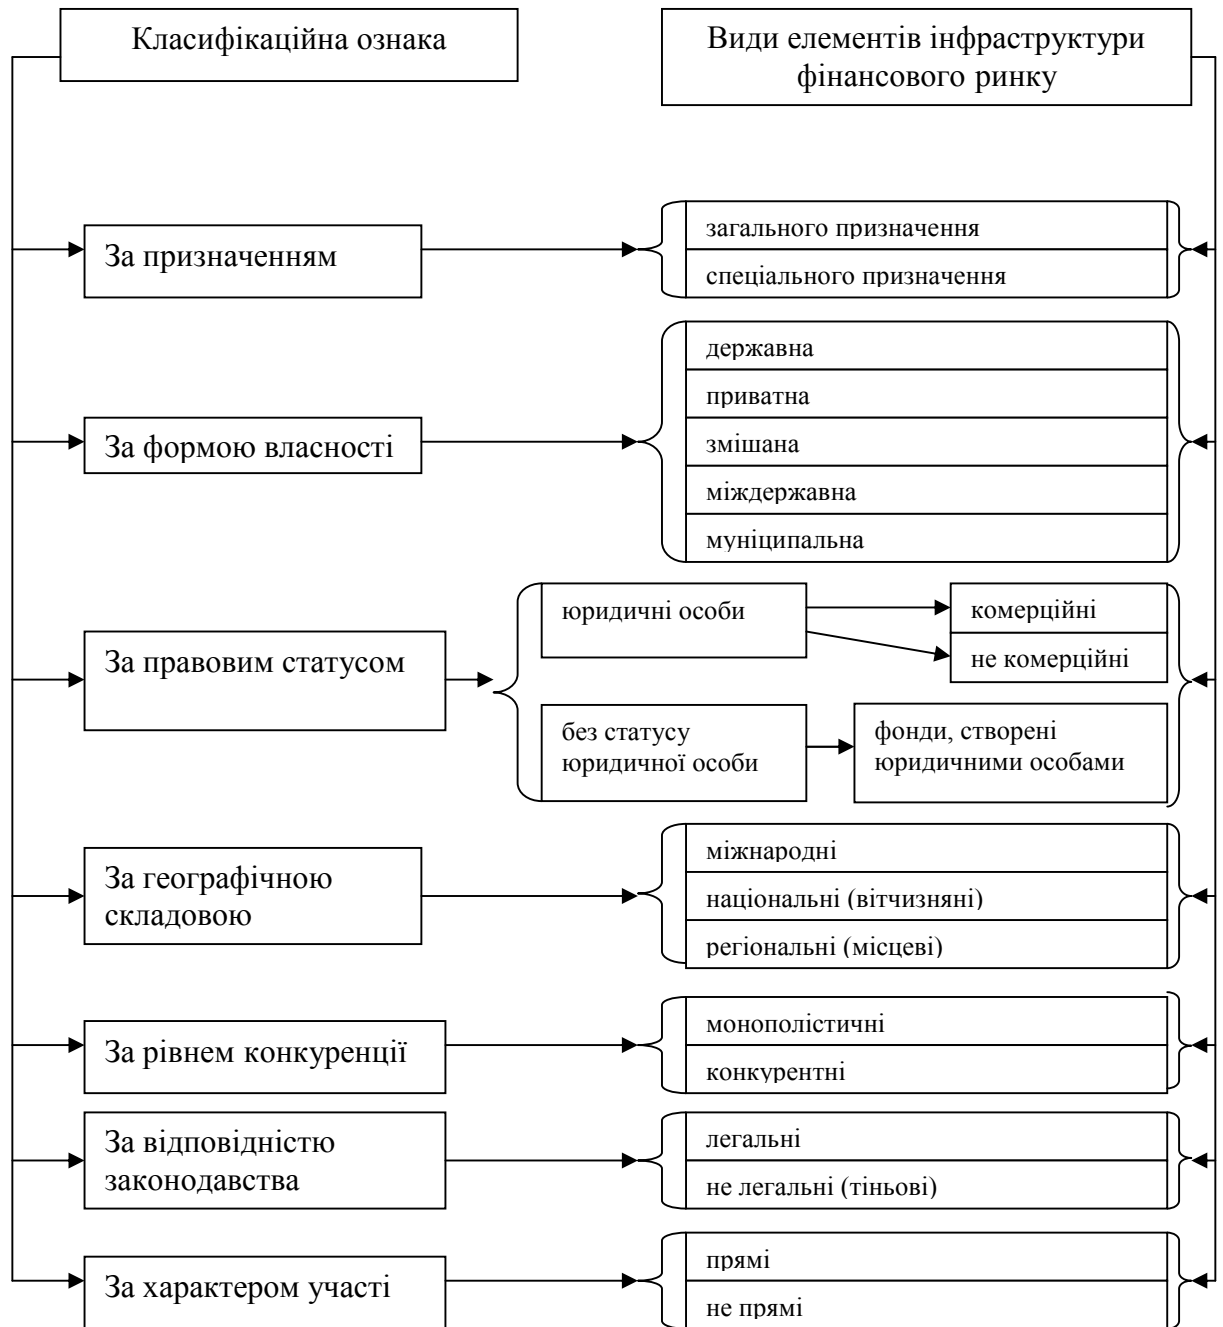 Класифікаційна ознака
Види елементів інфраструктури
фінансового ринку
За призначенням
загального призначення
спеціального призначення
За формою власності
державна
приватна
змішана
міждержавна
муніципальна
За правовим статусом
юридичні особи
комерційні
не комерційні
без статусу
юридичної особи
фонди, створені
юридичними особами
За географічною
складовою
міжнародні
національні (вітчизняні)
регіональні (місцеві)
За рівнем конкуренції
монополістичні
конкурентні
За відповідністю
законодавства
легальні
не легальні (тіньові)
За характером участі
прямі
не прямі